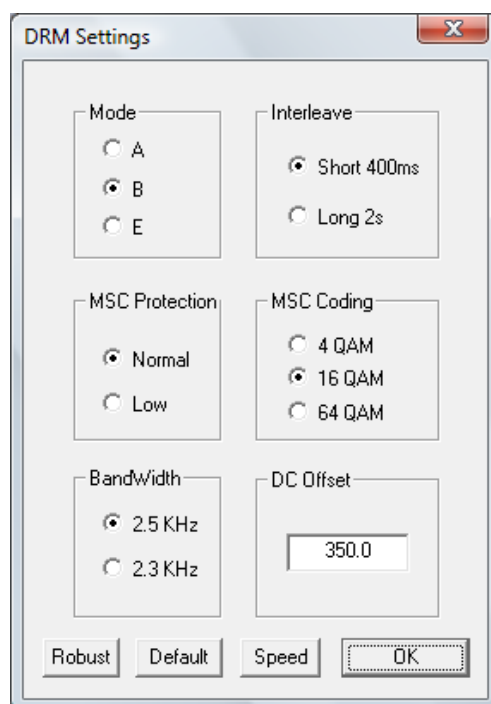 DRM Settings
Mode
A
B
E
Interleave
Short 400ms
Long 2s
MSC Protection
Normal
Low
MSC Coding
4 QAM
16 QAM
64 QAM
BandWidth
2.5 KHz
2.3 KHz
DC Offset
350.0
Robust Default Speed OK